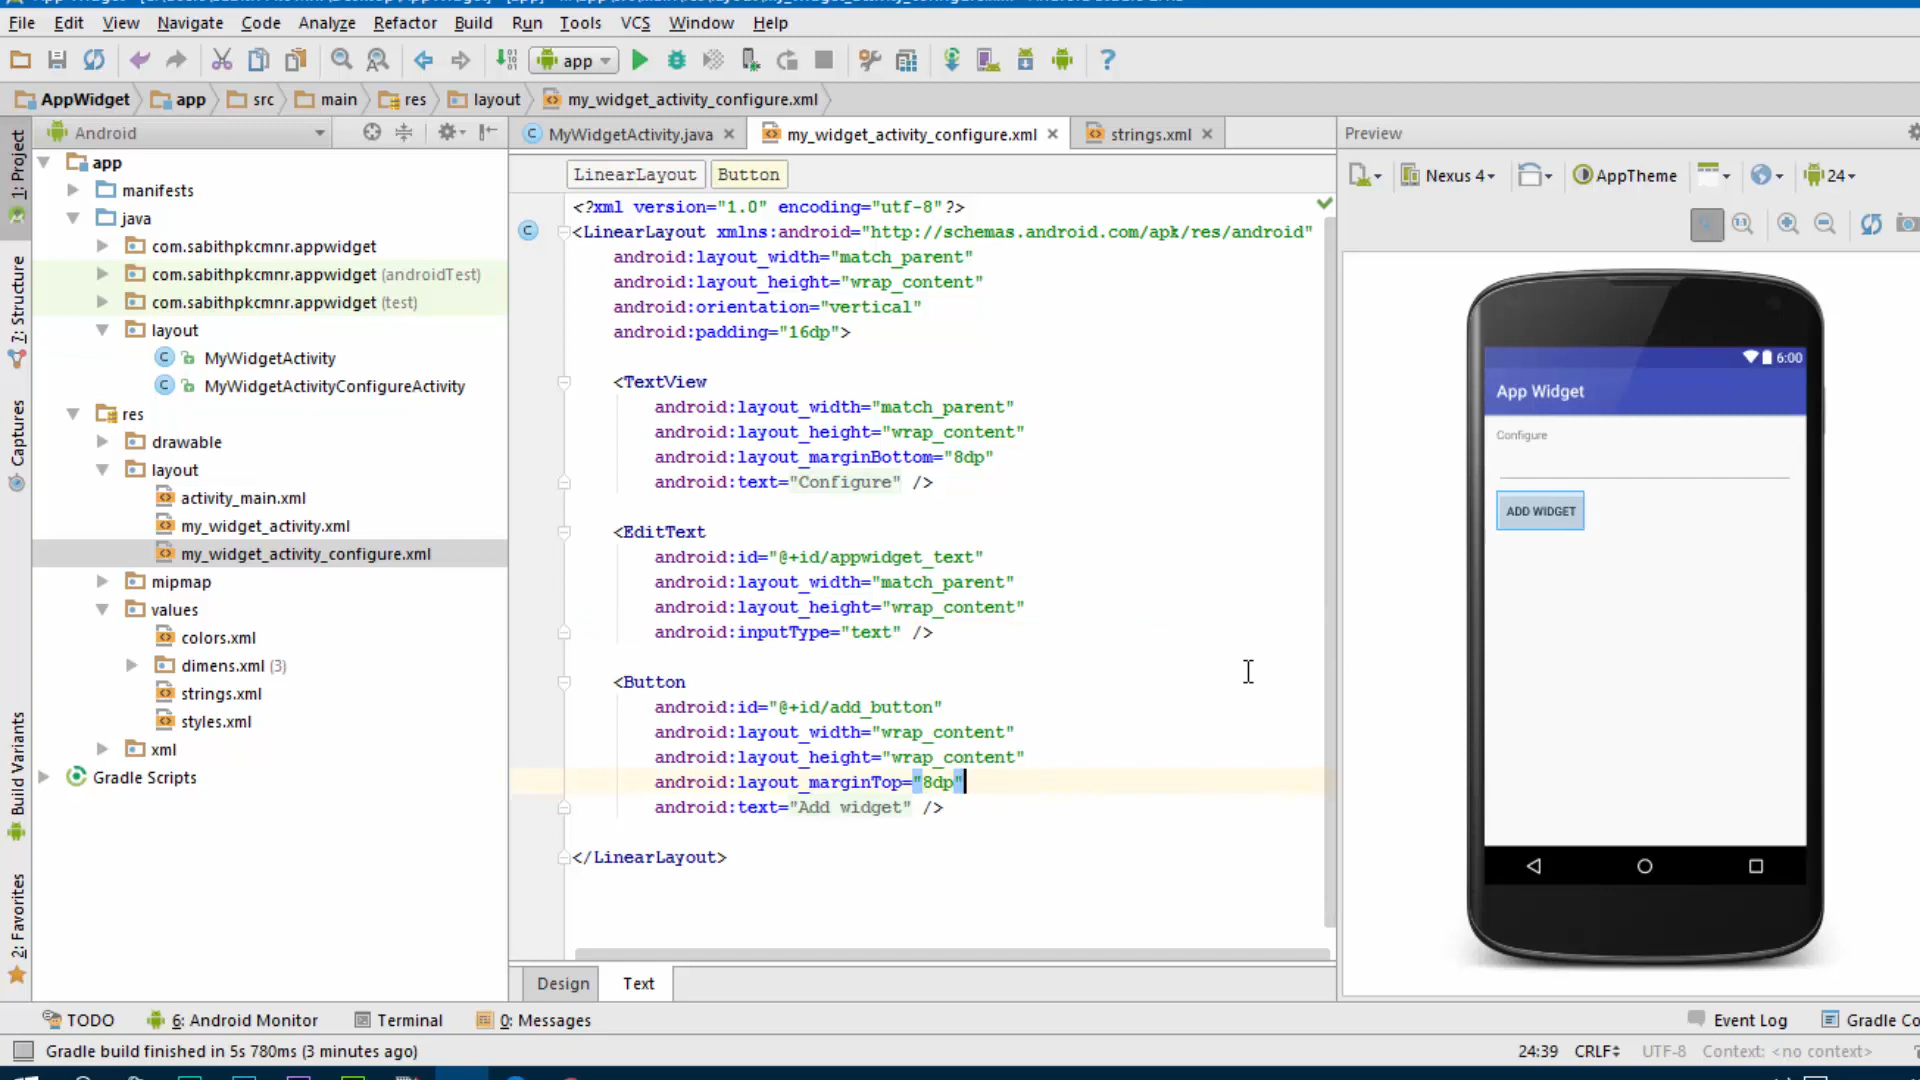 File Edit View Navigate Code Analyze Refactor Build Run Tools VCS Window Help
app
AppWidget app src main res layout my_widget_activity_configure.xml
Android
MyWidgetActivity.java my_widget_activity_configure.xml strings.xml
Preview
LinearLayout Button
Nexus 4 AppTheme 24
1: Project
7: Structure
Captures
Build Variants
2: Favorites
app
manifests
java
com.sabithpkcmnr.appwidget
com.sabithpkcmnr.appwidget (androidTest)
com.sabithpkcmnr.appwidget (test)
layout
MyWidgetActivity
MyWidgetActivityConfigureActivity
res
drawable
layout
activity_main.xml
my_widget_activity.xml
my_widget_activity_configure.xml
mipmap
values
colors.xml
dimens.xml (3)
strings.xml
styles.xml
xml
Gradle Scripts
<?xml version="1.0" encoding="utf-8"?>
<LinearLayout xmlns:android="http://schemas.android.com/apk/res/android"
android:layout_width="match_parent"
android:layout_height="wrap_content"
android:orientation="vertical"
android:padding="16dp">
<TextView
android:layout_width="match_parent"
android:layout_height="wrap_content"
android:layout_marginBottom="8dp"
android:text="Configure" />
<EditText
android:id="@+id/appwidget_text"
android:layout_width="match_parent"
android:layout_height="wrap_content"
android:inputType="text" />
<Button
android:id="@+id/add_button"
android:layout_width="wrap_content"
android:layout_height="wrap_content"
android:layout_marginTop="8dp"
android:text="Add widget" />
</LinearLayout>
6:00
App Widget
Configure
ADD WIDGET
Design Text
TODO 6: Android Monitor Terminal 0: Messages Event Log Gradle Co
Gradle build finished in 5s 780ms (3 minutes ago) 24:39 CRLF UTF-8 Context: <no context>